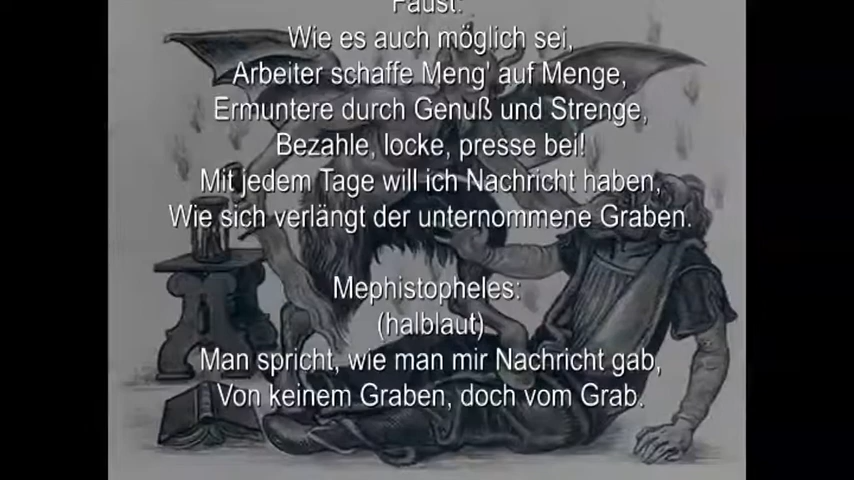 Faust:
Wie es auch möglich sei,
Arbeiter schaffe Meng' auf Menge,
Ermuntere durch Genuß und Strenge,
Bezahle, locke, presse bei!
Mit jedem Tage will ich Nachricht haben,
Wie sich verlängt der unternommene Graben.
Mephistopheles:
(halblaut)
Man spricht, wie man mir Nachricht gab,
Von keinem Graben, doch vom Grab.